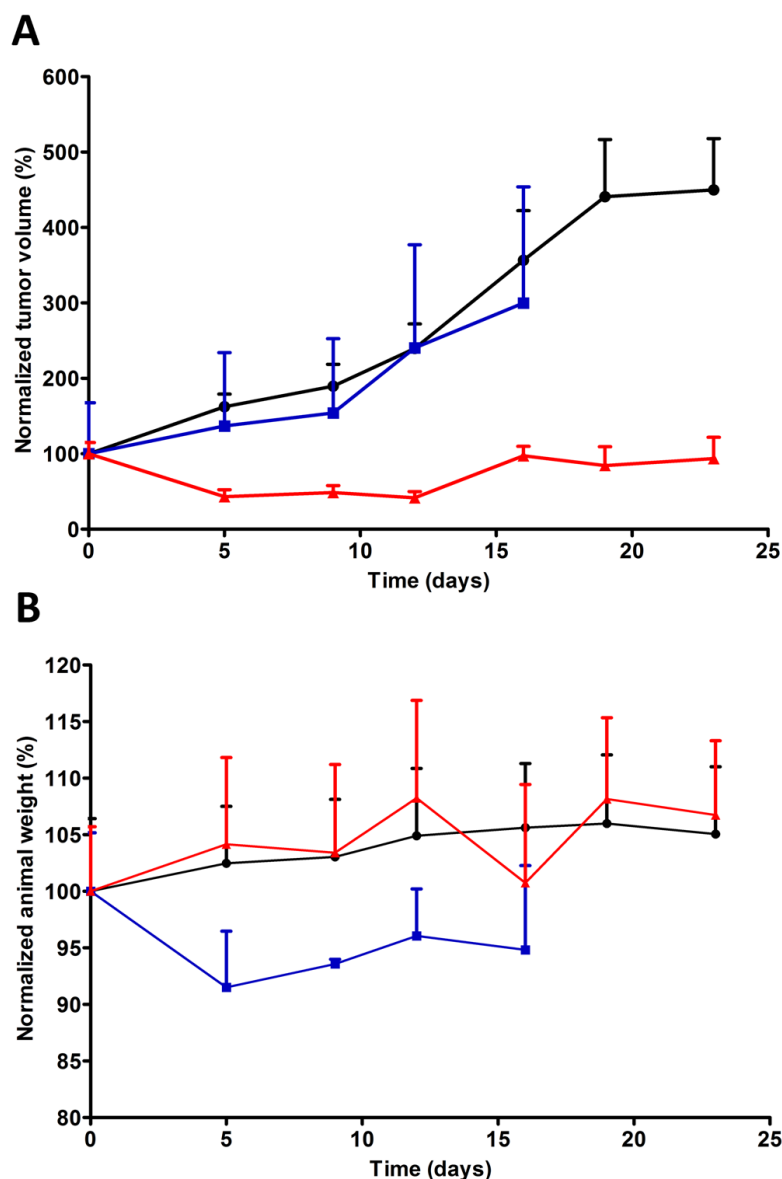 A
Normalized tumor volume (%)
600
500
400
300
200
100
0
0 5 10 15 20 25
Time (days)
B
Normalized animal weight (%)
120
115
110
105
100
95
90
85
80
0 5 10 15 20 25
Time (days)